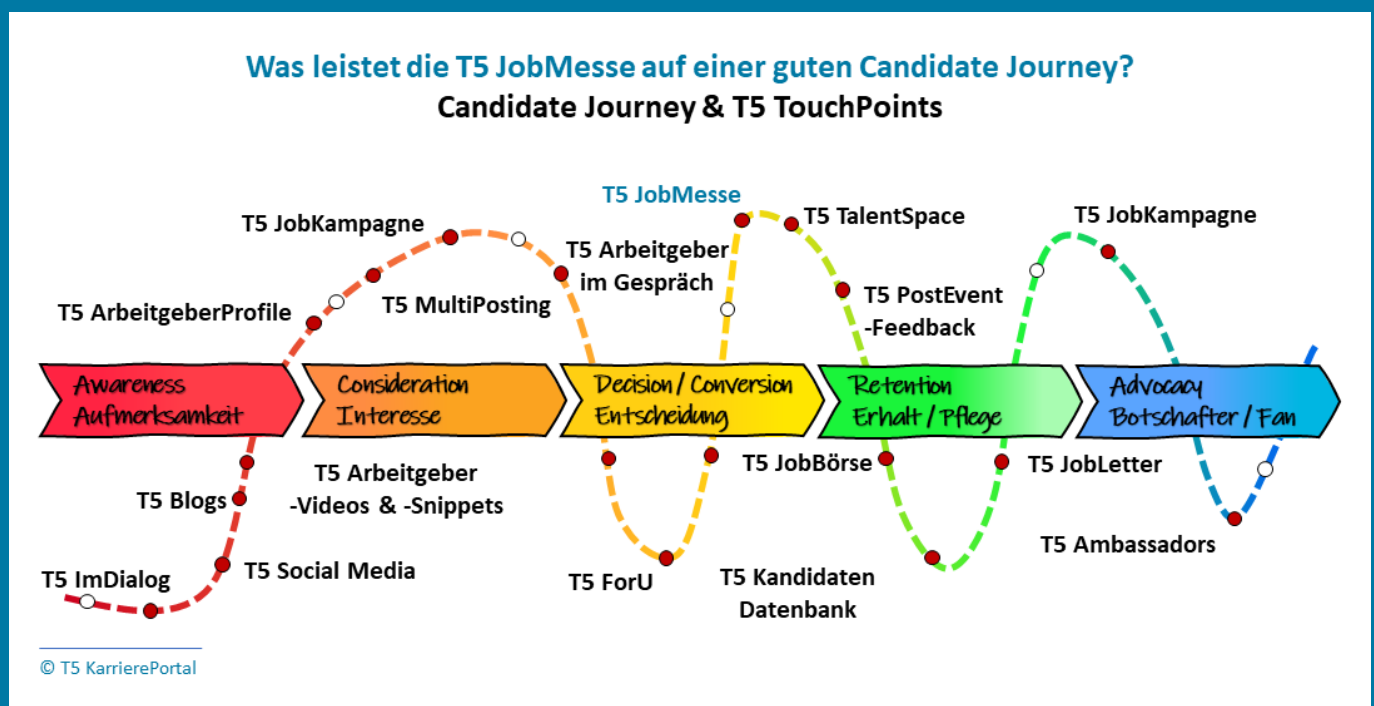 Was leistet die T5 JobMesse auf einer guten Candidate Journey?
Candidate Journey & T5 TouchPoints
T5 JobMesse
T5 JobKampagne
T5 TalentSpace
T5 JobKampagne
T5 Arbeitgeber
im Gespräch
T5 ArbeitgeberProfile
T5 MultiPosting
T5 PostEvent
-Feedback
Awareness
Aufmerksamkeit
Consideration
Interesse
Decision / Conversion
Entscheidung
Retention
Erhalt / Pflege
Advocacy
Botschafter / Fan
T5 Arbeitgeber
-Videos & -Snippets
T5 JobBörse
T5 JobLetter
T5 Blogs
T5 Ambassadors
T5 ImDialog
T5 Social Media
T5 ForU
T5 Kandidaten
Datenbank
© T5 KarrierePortal